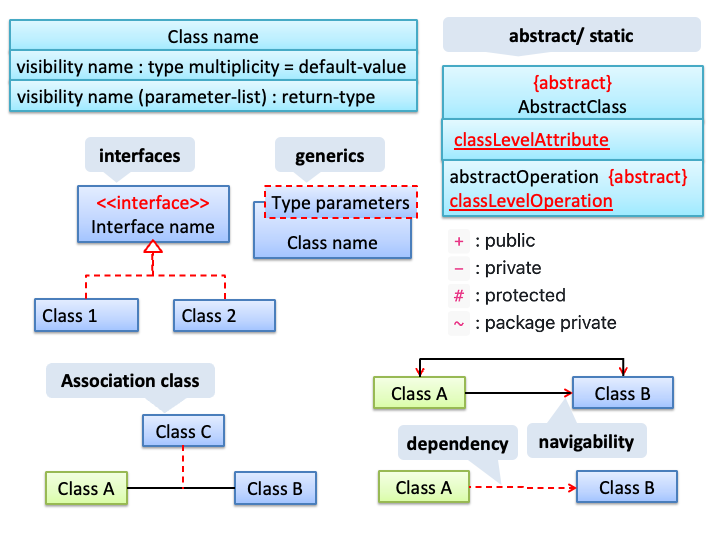 Class name
visibility name : type multiplicity = default-value
visibility name (parameter-list) : return-type
abstract/ static
{abstract}
AbstractClass
classLevelAttribute
abstractOperation {abstract}
classLevelOperation
interfaces
<<interface>>
Interface name
Class 1
Class 2
generics
Type parameters
Class name
+ : public
− : private
# : protected
~ : package private
Association class
Class C
Class A
Class B
Class A
Class B
navigability
dependency
Class A
Class B